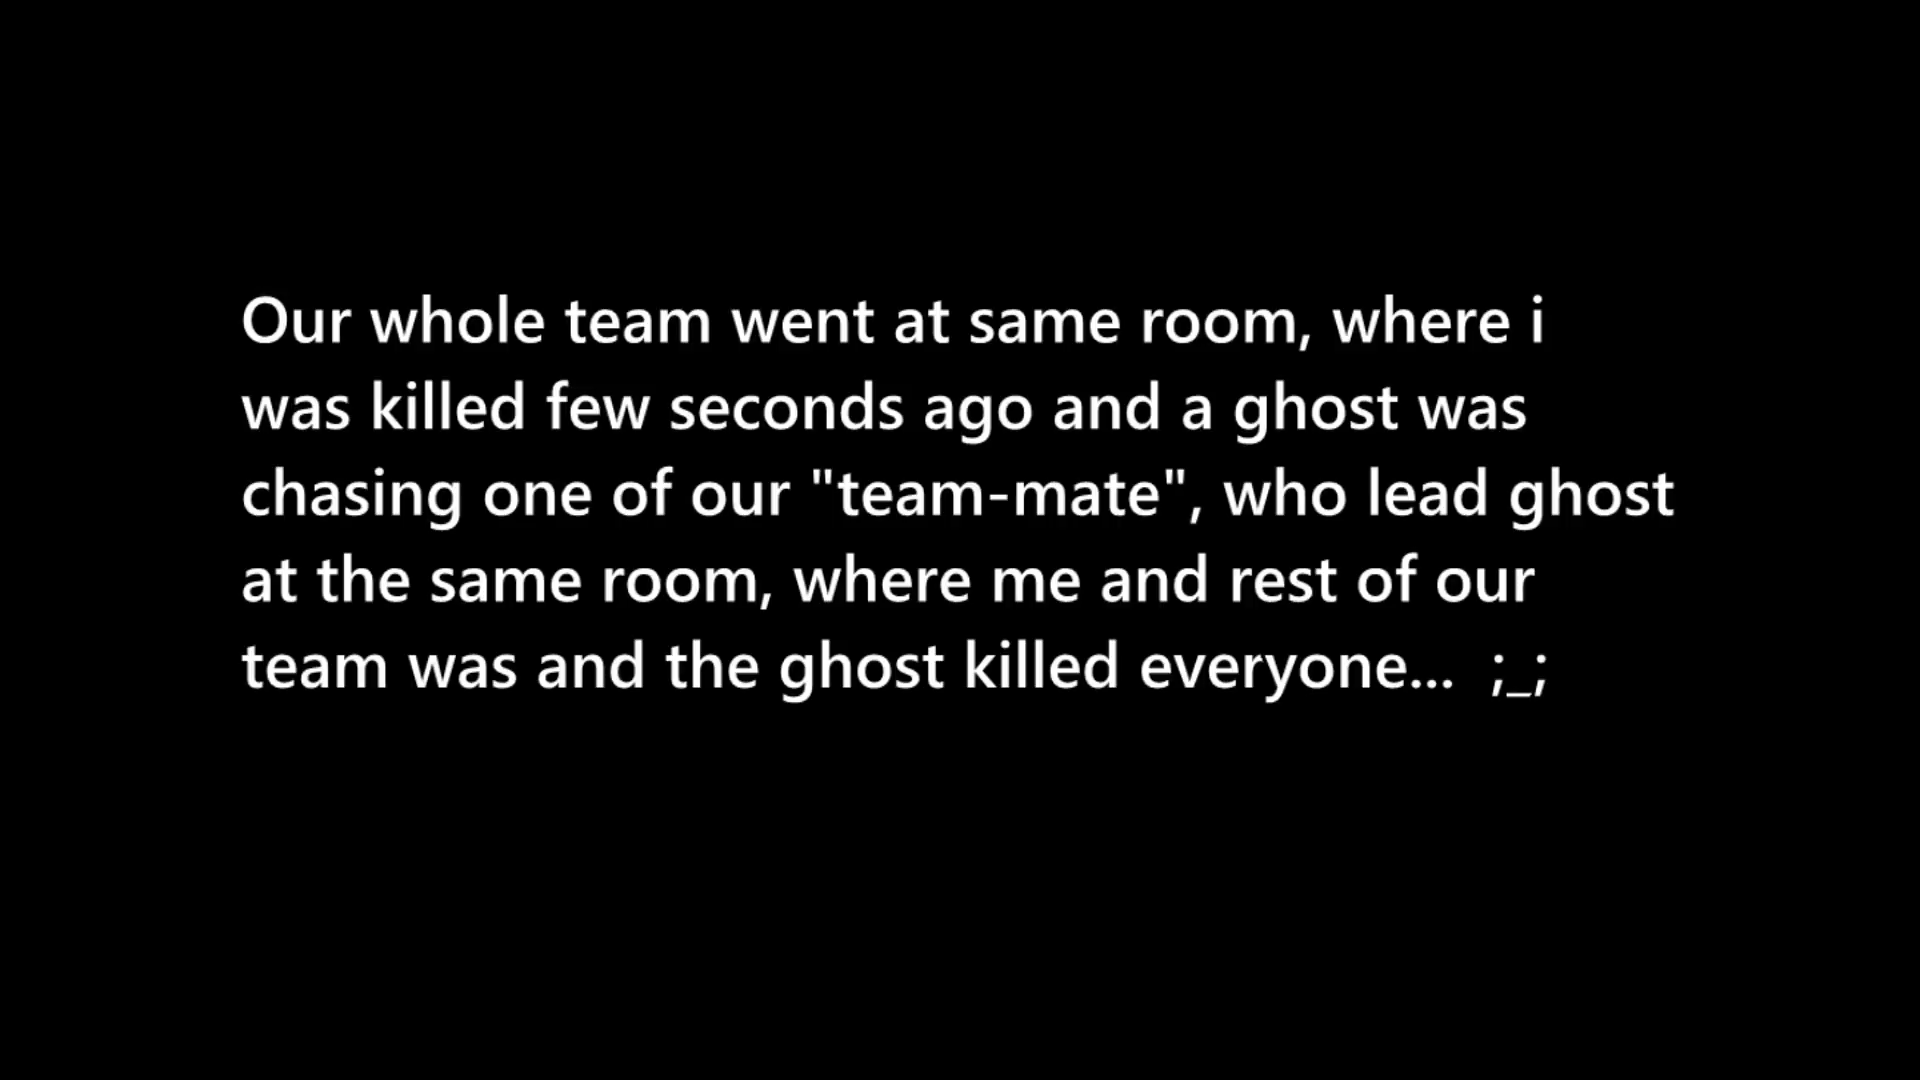 Our whole team went at same room, where i
was killed few seconds ago and a ghost was
chasing one of our "team-mate", who lead ghost
at the same room, where me and rest of our
team was and the ghost killed everyone...  ;_;